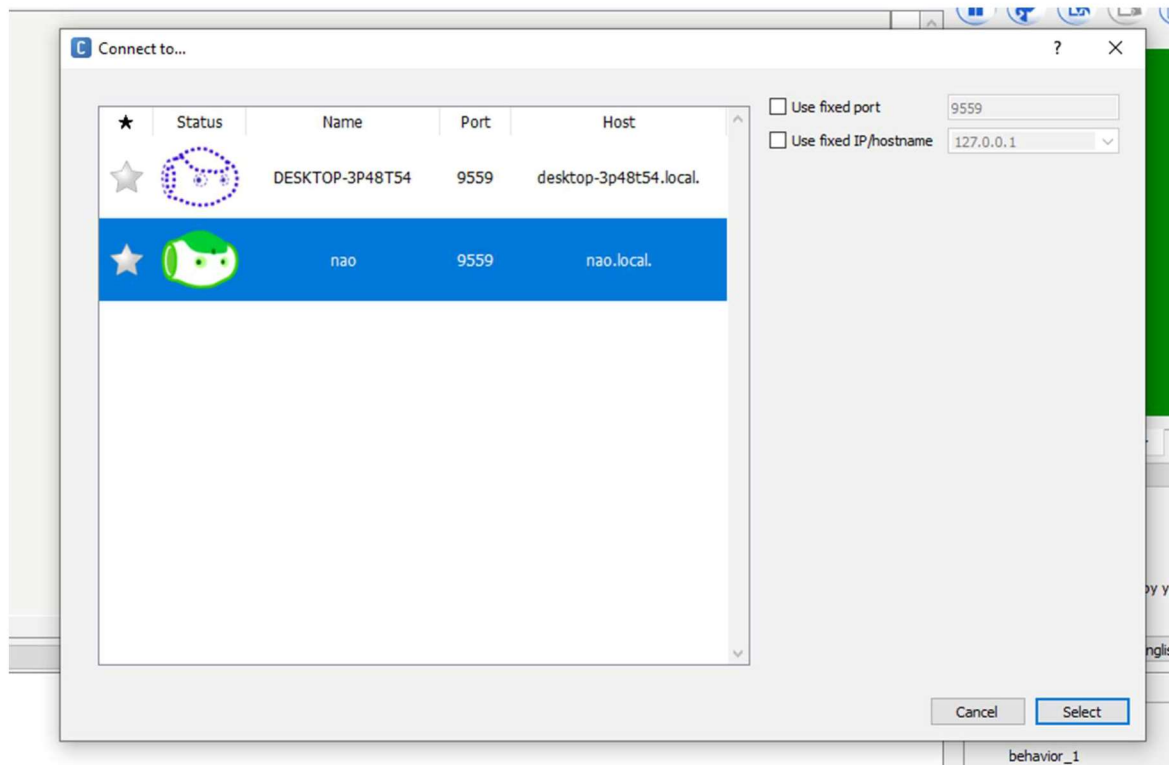 C Connect to... ?
★ Status Name Port Host
DESKTOP-3P48T54 9559 desktop-3p48t54.local.
nao 9559 nao.local.
Use fixed port 9559
Use fixed IP/hostname 127.0.0.1
Cancel Select
behavior_1